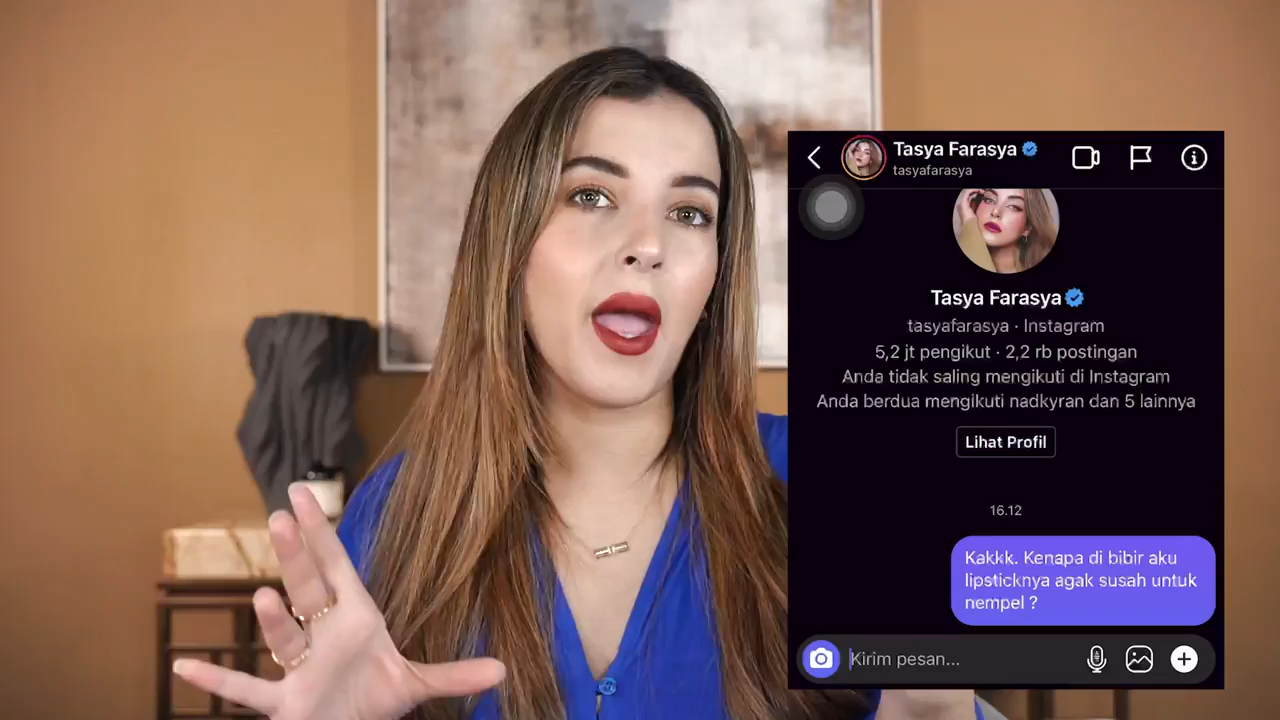 Tasya Farasya
tasyafarasya
Tasya Farasya
tasyafarasya · Instagram
5,2 jt pengikut · 2,2 rb postingan
Anda tidak saling mengikuti di Instagram
Anda berdua mengikuti nadkyran dan 5 lainnya
Lihat Profil
16.12
Kakkk. Kenapa di bibir aku
lipsticknya agak susah untuk
nempel ?
Kirim pesan...